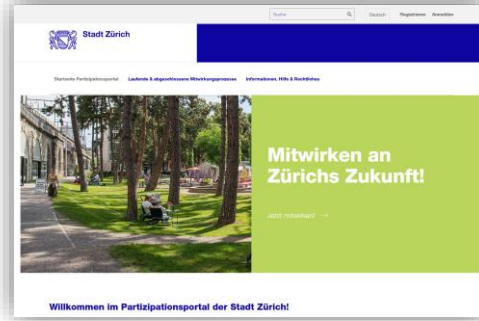 Suche
Deutsch
Registrieren
Anmelden
Stadt Zürich
Startseite Partizipationsportal
Laufende & abgeschlossene Mitwirkungsprozesse
Informationen, Hilfe & Rechtliches
Mitwirken an
Zürichs Zukunft!
Jetzt mitwirken! →
Willkommen im Partizipationsportal der Stadt Zürich!